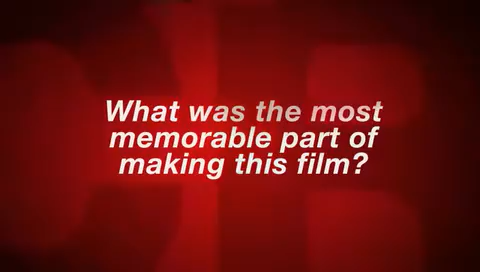 What was the most
memorable part of
making this film?